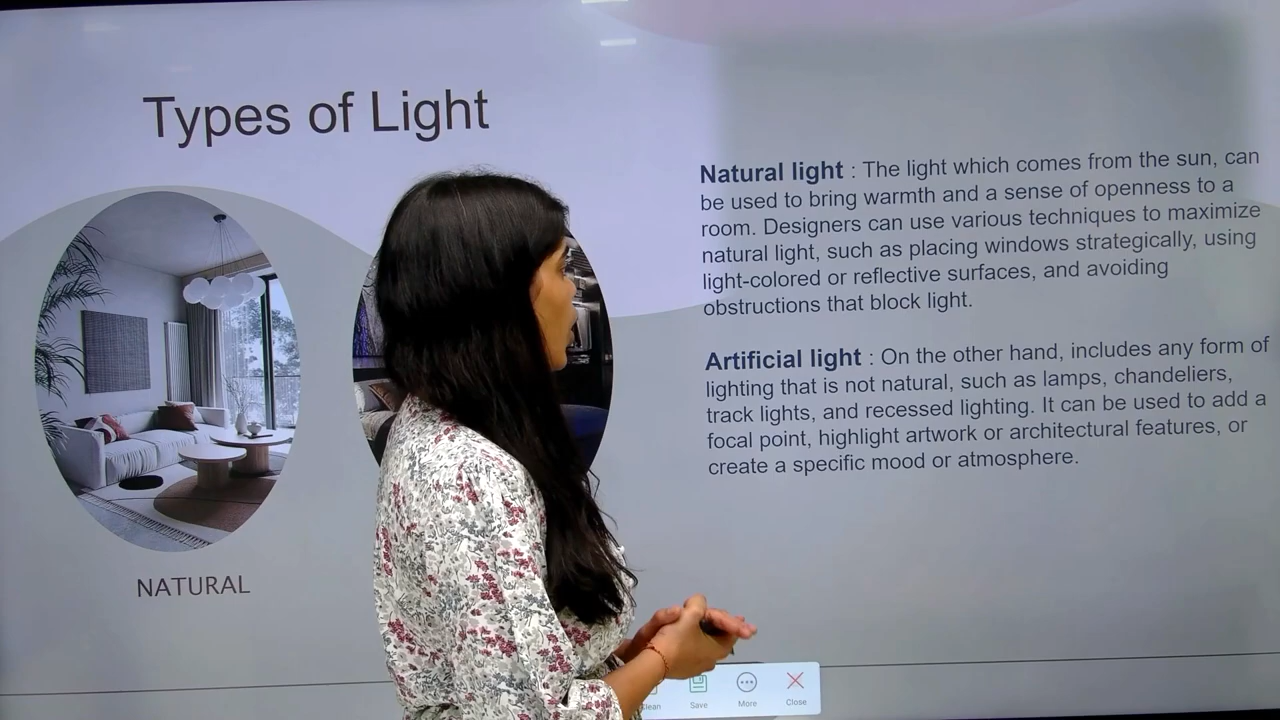 Types of Light
NATURAL
Natural light : The light which comes from the sun, can
be used to bring warmth and a sense of openness to a
room. Designers can use various techniques to maximize
natural light, such as placing windows strategically, using
light-colored or reflective surfaces, and avoiding
obstructions that block light.
Artificial light : On the other hand, includes any form of
lighting that is not natural, such as lamps, chandeliers,
track lights, and recessed lighting. It can be used to add a
focal point, highlight artwork or architectural features, or
create a specific mood or atmosphere.
Save More Close